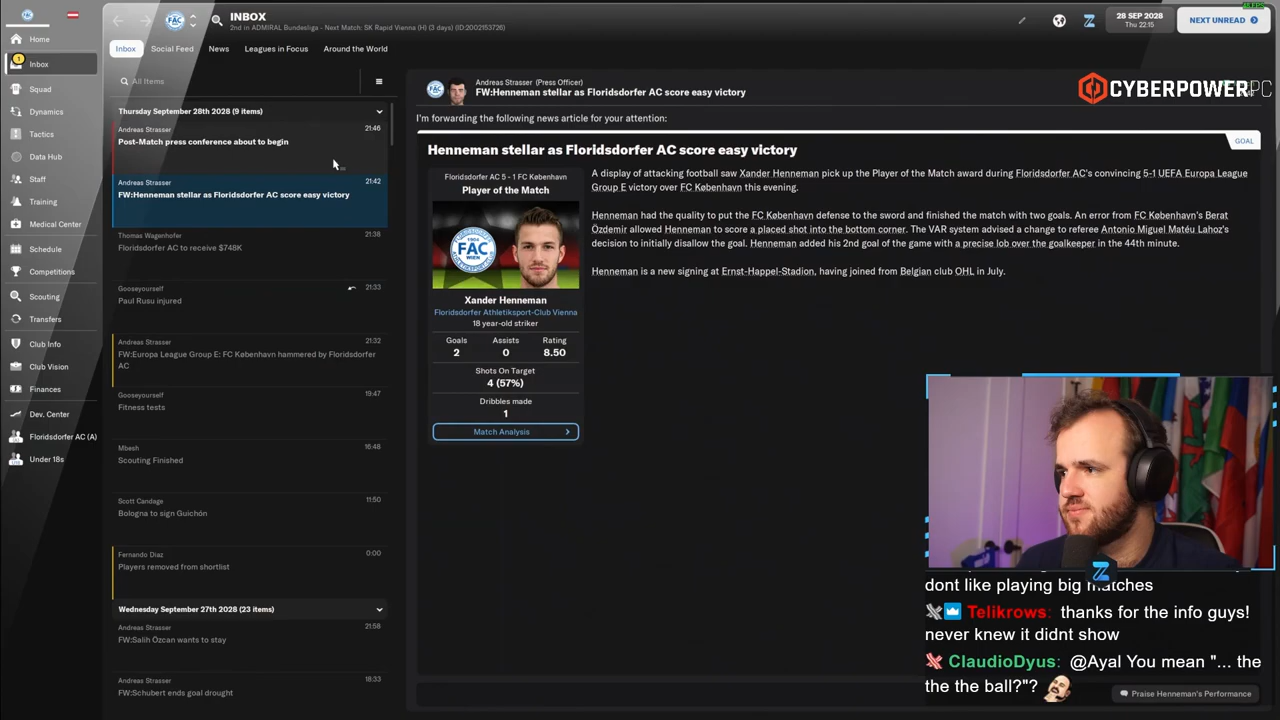 INBOX
2nd in ADMIRAL Bundesliga - Next Match: SK Rapid Vienna (H) (3 days) (ID:2002153726)
28 SEP 2028
Thu 22:15
NEXT UNREAD
Home
1
Inbox
Squad
Dynamics
Tactics
Data Hub
Staff
Training
Medical Center
Schedule
Competitions
Scouting
Transfers
Club Info
Club Vision
Finances
Dev. Center
Floridsdorfer AC (A)
Under 18s
Inbox
Social Feed
News
Leagues in Focus
Around the World
All Items
Thursday September 28th 2028 (9 items)
Andreas Strasser 21:46
Post-Match press conference about to begin
Andreas Strasser 21:42
FW:Henneman stellar as Floridsdorfer AC score easy victory
Thomas Wagenhofer 21:38
Floridsdorfer AC to receive $748K
Gooseyourself 21:33
Paul Rusu injured
Andreas Strasser 21:32
FW:Europa League Group E: FC København hammered by Floridsdorfer
AC
Gooseyourself 19:47
Fitness tests
Mbesh 16:48
Scouting Finished
Scott Candage 11:50
Bologna to sign Guichón
Fernando Diaz 0:00
Players removed from shortlist
Wednesday September 27th 2028 (23 items)
Andreas Strasser 21:58
FW:Salih Özcan wants to stay
Andreas Strasser 18:33
FW:Schubert ends goal drought
Andreas Strasser (Press Officer)
FW:Henneman stellar as Floridsdorfer AC score easy victory
CYBERPOWERPC
I'm forwarding the following news article for your attention:
GOAL
Henneman stellar as Floridsdorfer AC score easy victory
Floridsdorfer AC 5 - 1 FC København
Player of the Match
FAC
WIEN
Xander Henneman
Floridsdorfer Athletiksport-Club Vienna
18 year-old striker
Goals Assists Rating
2 0 8.50
Shots On Target
4 (57%)
Dribbles made
1
Match Analysis
A display of attacking football saw Xander Henneman pick up the Player of the Match award during Floridsdorfer AC's convincing 5-1 UEFA Europa League
Group E victory over FC København this evening.
Henneman had the quality to put the FC København defense to the sword and finished the match with two goals. An error from FC København's Berat
Özdemir allowed Henneman to score a placed shot into the bottom corner. The VAR system advised a change to referee Antonio Miguel Matéu Lahoz's
decision to initially disallow the goal. Henneman added his 2nd goal of the game with a precise lob over the goalkeeper in the 44th minute.
Henneman is a new signing at Ernst-Happel-Stadion, having joined from Belgian club OHL in July.
dont like playing big matches
Telikrows: thanks for the info guys!
never knew it didnt show
ClaudioDyus: @Ayal You mean "... the
the the ball?"?
Praise Henneman's Performance